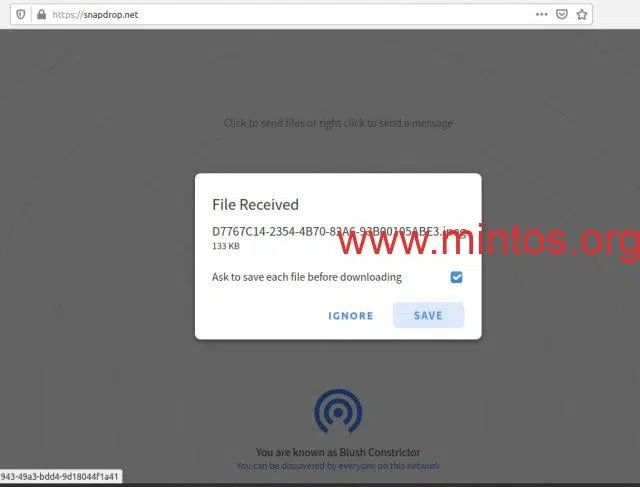 https://snapdrop.net
Click to send files or right click to send a message
File Received
D7767C14-2354-4B70-82A6-93B00105ABE3.jpeg
133 KB
www.mintos.org
Ask to save each file before downloading
IGNORE
SAVE
You are known as Blush Constrictor
You can be discovered by everyone on this network
943-49a3-bdd4-9d18044f1a41